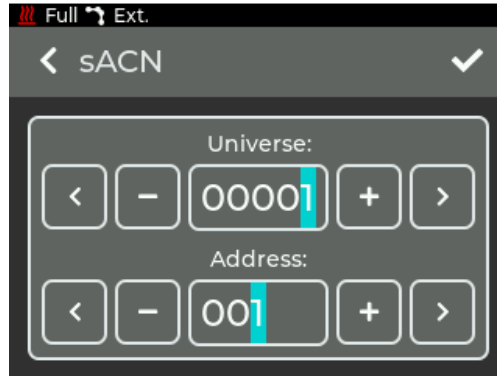 Full Ext.
sACN
Universe:
< − 00001 + >
Address:
< − 001 + >